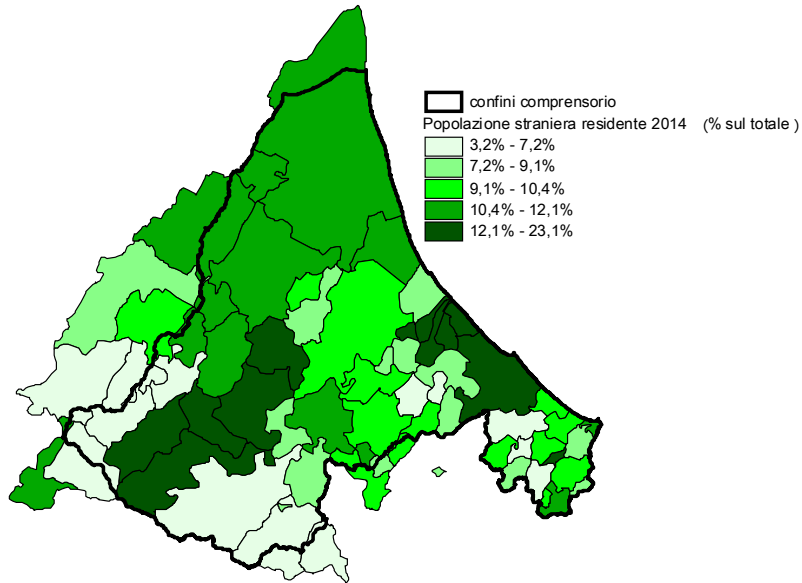 confini comprensorio
Popolazione straniera residente 2014 (% sul totale )
3,2% - 7,2%
7,2% - 9,1%
9,1% - 10,4%
10,4% - 12,1%
12,1% - 23,1%